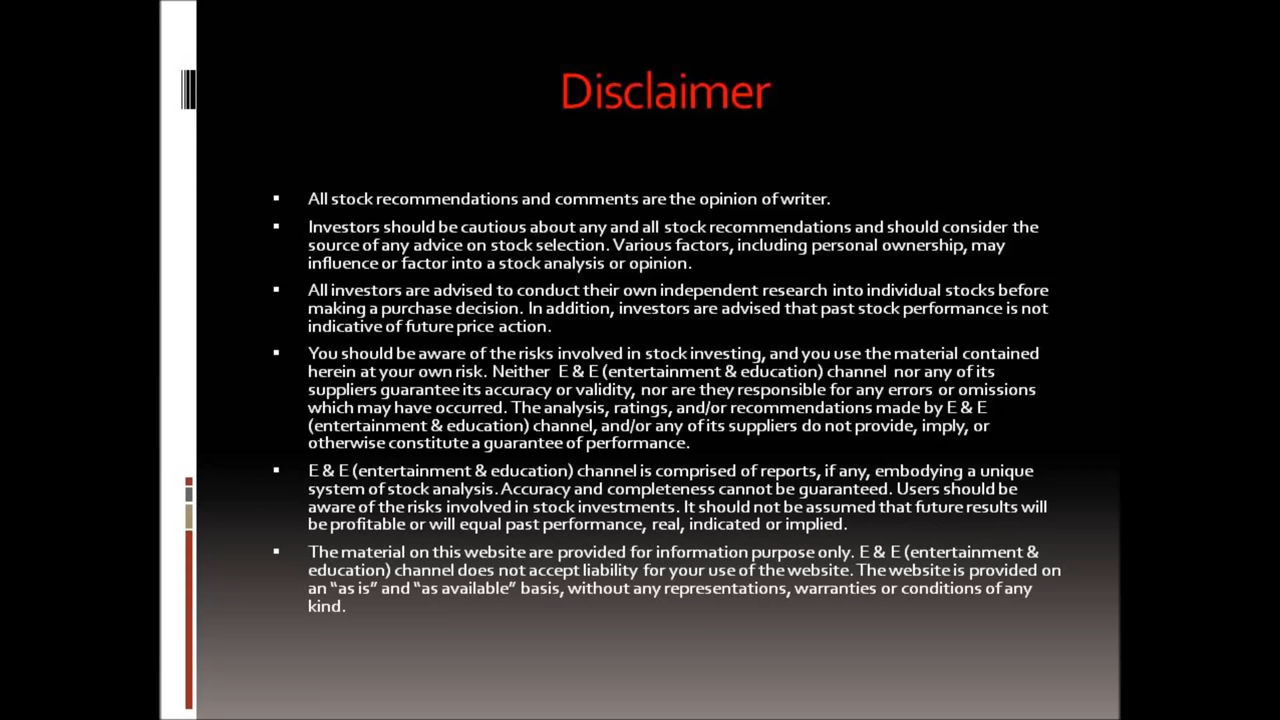 Disclaimer
▪ All stock recommendations and comments are the opinion of writer.
▪ Investors should be cautious about any and all stock recommendations and should consider the
source of any advice on stock selection. Various factors, including personal ownership, may
influence or factor into a stock analysis or opinion.
▪ All investors are advised to conduct their own independent research into individual stocks before
making a purchase decision. In addition, investors are advised that past stock performance is not
indicative of future price action.
▪ You should be aware of the risks involved in stock investing, and you use the material contained
herein at your own risk. Neither E & E (entertainment & education) channel nor any of its
suppliers guarantee its accuracy or validity, nor are they responsible for any errors or omissions
which may have occurred. The analysis, ratings, and/or recommendations made by E & E
(entertainment & education) channel, and/or any of its suppliers do not provide, imply, or
otherwise constitute a guarantee of performance.
▪ E & E (entertainment & education) channel is comprised of reports, if any, embodying a unique
system of stock analysis. Accuracy and completeness cannot be guaranteed. Users should be
aware of the risks involved in stock investments. It should not be assumed that future results will
be profitable or will equal past performance, real, indicated or implied.
▪ The material on this website are provided for information purpose only. E & E (entertainment &
education) channel does not accept liability for your use of the website. The website is provided on
an “as is” and “as available” basis, without any representations, warranties or conditions of any
kind.